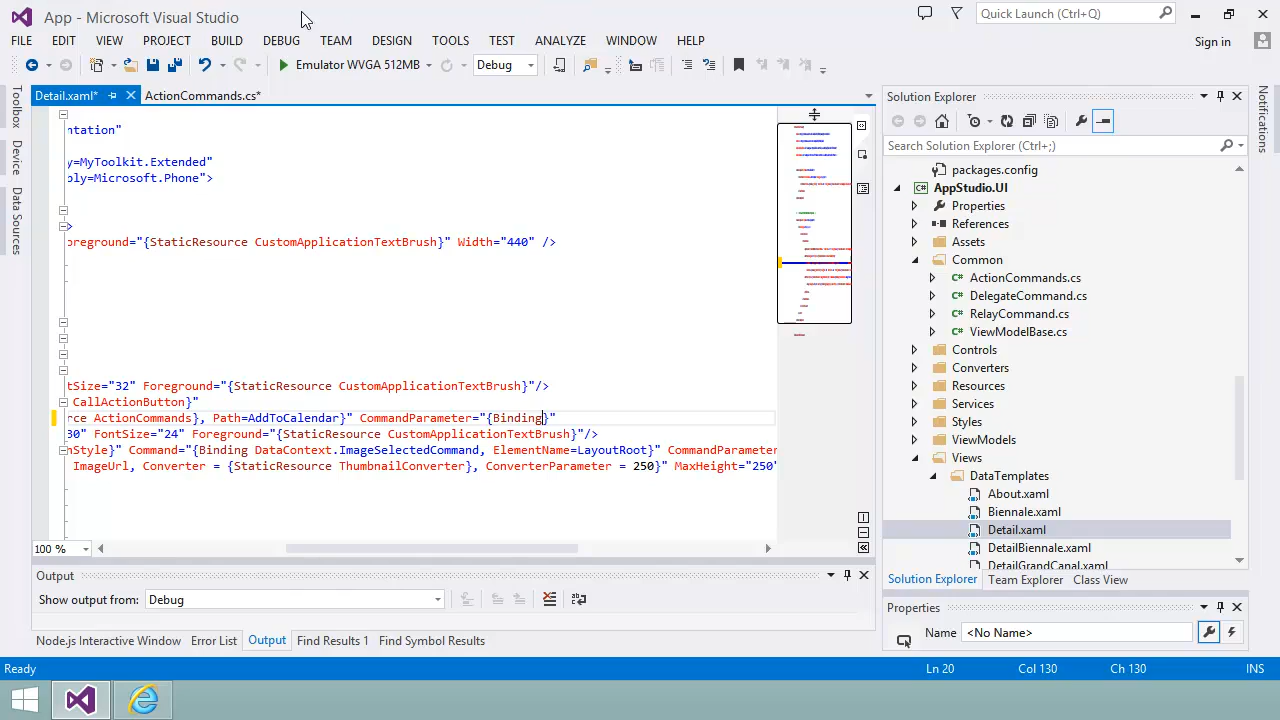 App - Microsoft Visual Studio
Quick Launch (Ctrl+Q)
FILE EDIT VIEW PROJECT BUILD DEBUG TEAM TEST DESIGN TOOLS TEST ANALYZE WINDOW HELP
Sign in
Emulator WVGA 512MB Debug
Detail.xaml* ActionCommands.cs*
ntation"
y=MyToolkit.Extended"
bly=Microsoft.Phone">
>
oreground="{StaticResource CustomApplicationTextBrush}" Width="440" />
tSize="32" Foreground="{StaticResource CustomApplicationTextBrush}"/>
CallActionButton}"
rce ActionCommands}, Path=AddToCalendar}" CommandParameter="{Binding}"
30" FontSize="24" Foreground="{StaticResource CustomApplicationTextBrush}"/>
nStyle}" Command="{Binding DataContext.ImageSelectedCommand, ElementName=LayoutRoot}" CommandParameter
ImageUrl, Converter = {StaticResource ThumbnailConverter}, ConverterParameter = 250}" MaxHeight="250"
100 %
Toolbox
Device
Data Sources
Output
Show output from: Debug
Node.js Interactive Window Error List Output Find Results 1 Find Symbol Results
Solution Explorer
Search Solution Explorer (Ctrl+;)
packages.config
AppStudio.UI
Properties
References
Assets
Common
ActionCommands.cs
DelegateCommand.cs
RelayCommand.cs
ViewModelBase.cs
Controls
Converters
Resources
Services
Styles
ViewModels
Views
DataTemplates
About.xaml
Biennale.xaml
Detail.xaml
DetailBiennale.xaml
DetailGrandCanal.xaml
Solution Explorer Team Explorer Class View
Properties
Name <No Name>
Notifications
Ready Ln 20 Col 130 Ch 130 INS